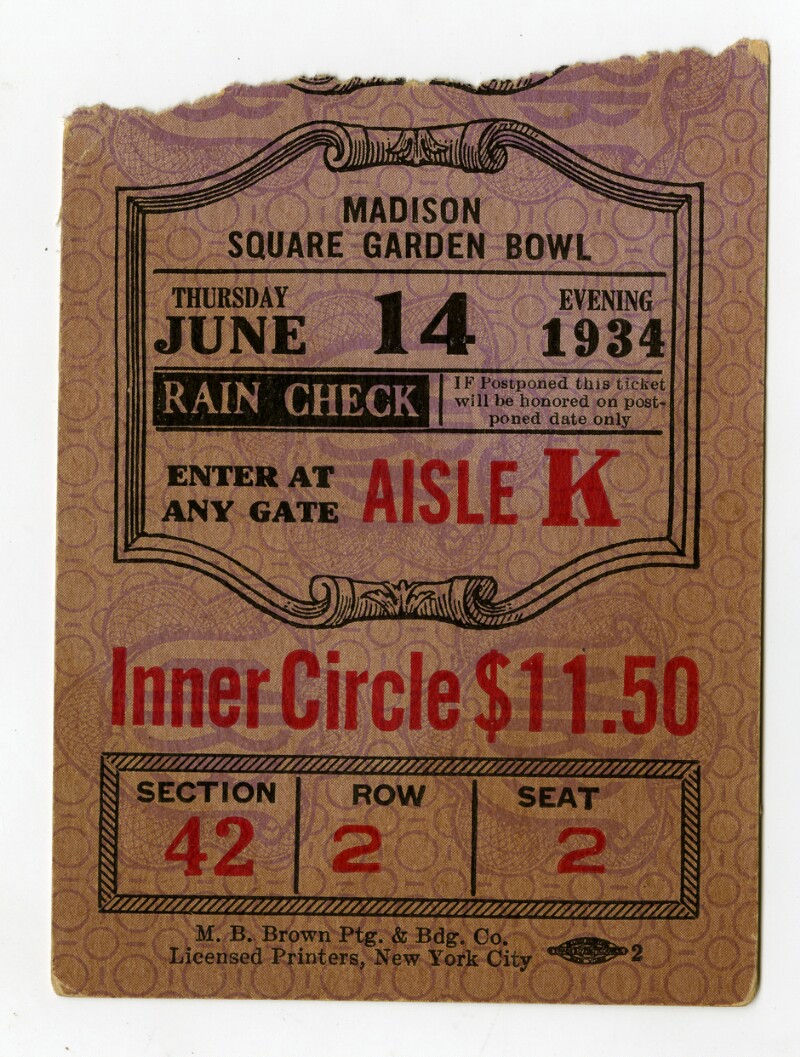 MADISON
SQUARE GARDEN BOWL
THURSDAY
JUNE 14
EVENING
1934
RAIN CHECK
IF Postponed this ticket
will be honored on post-
poned date only
ENTER AT
ANY GATE
AISLE K
Inner Circle $11.50
SECTION ROW SEAT
42 2 2
M. B. Brown Ptg. & Bdg. Co.
Licensed Printers, New York City
2